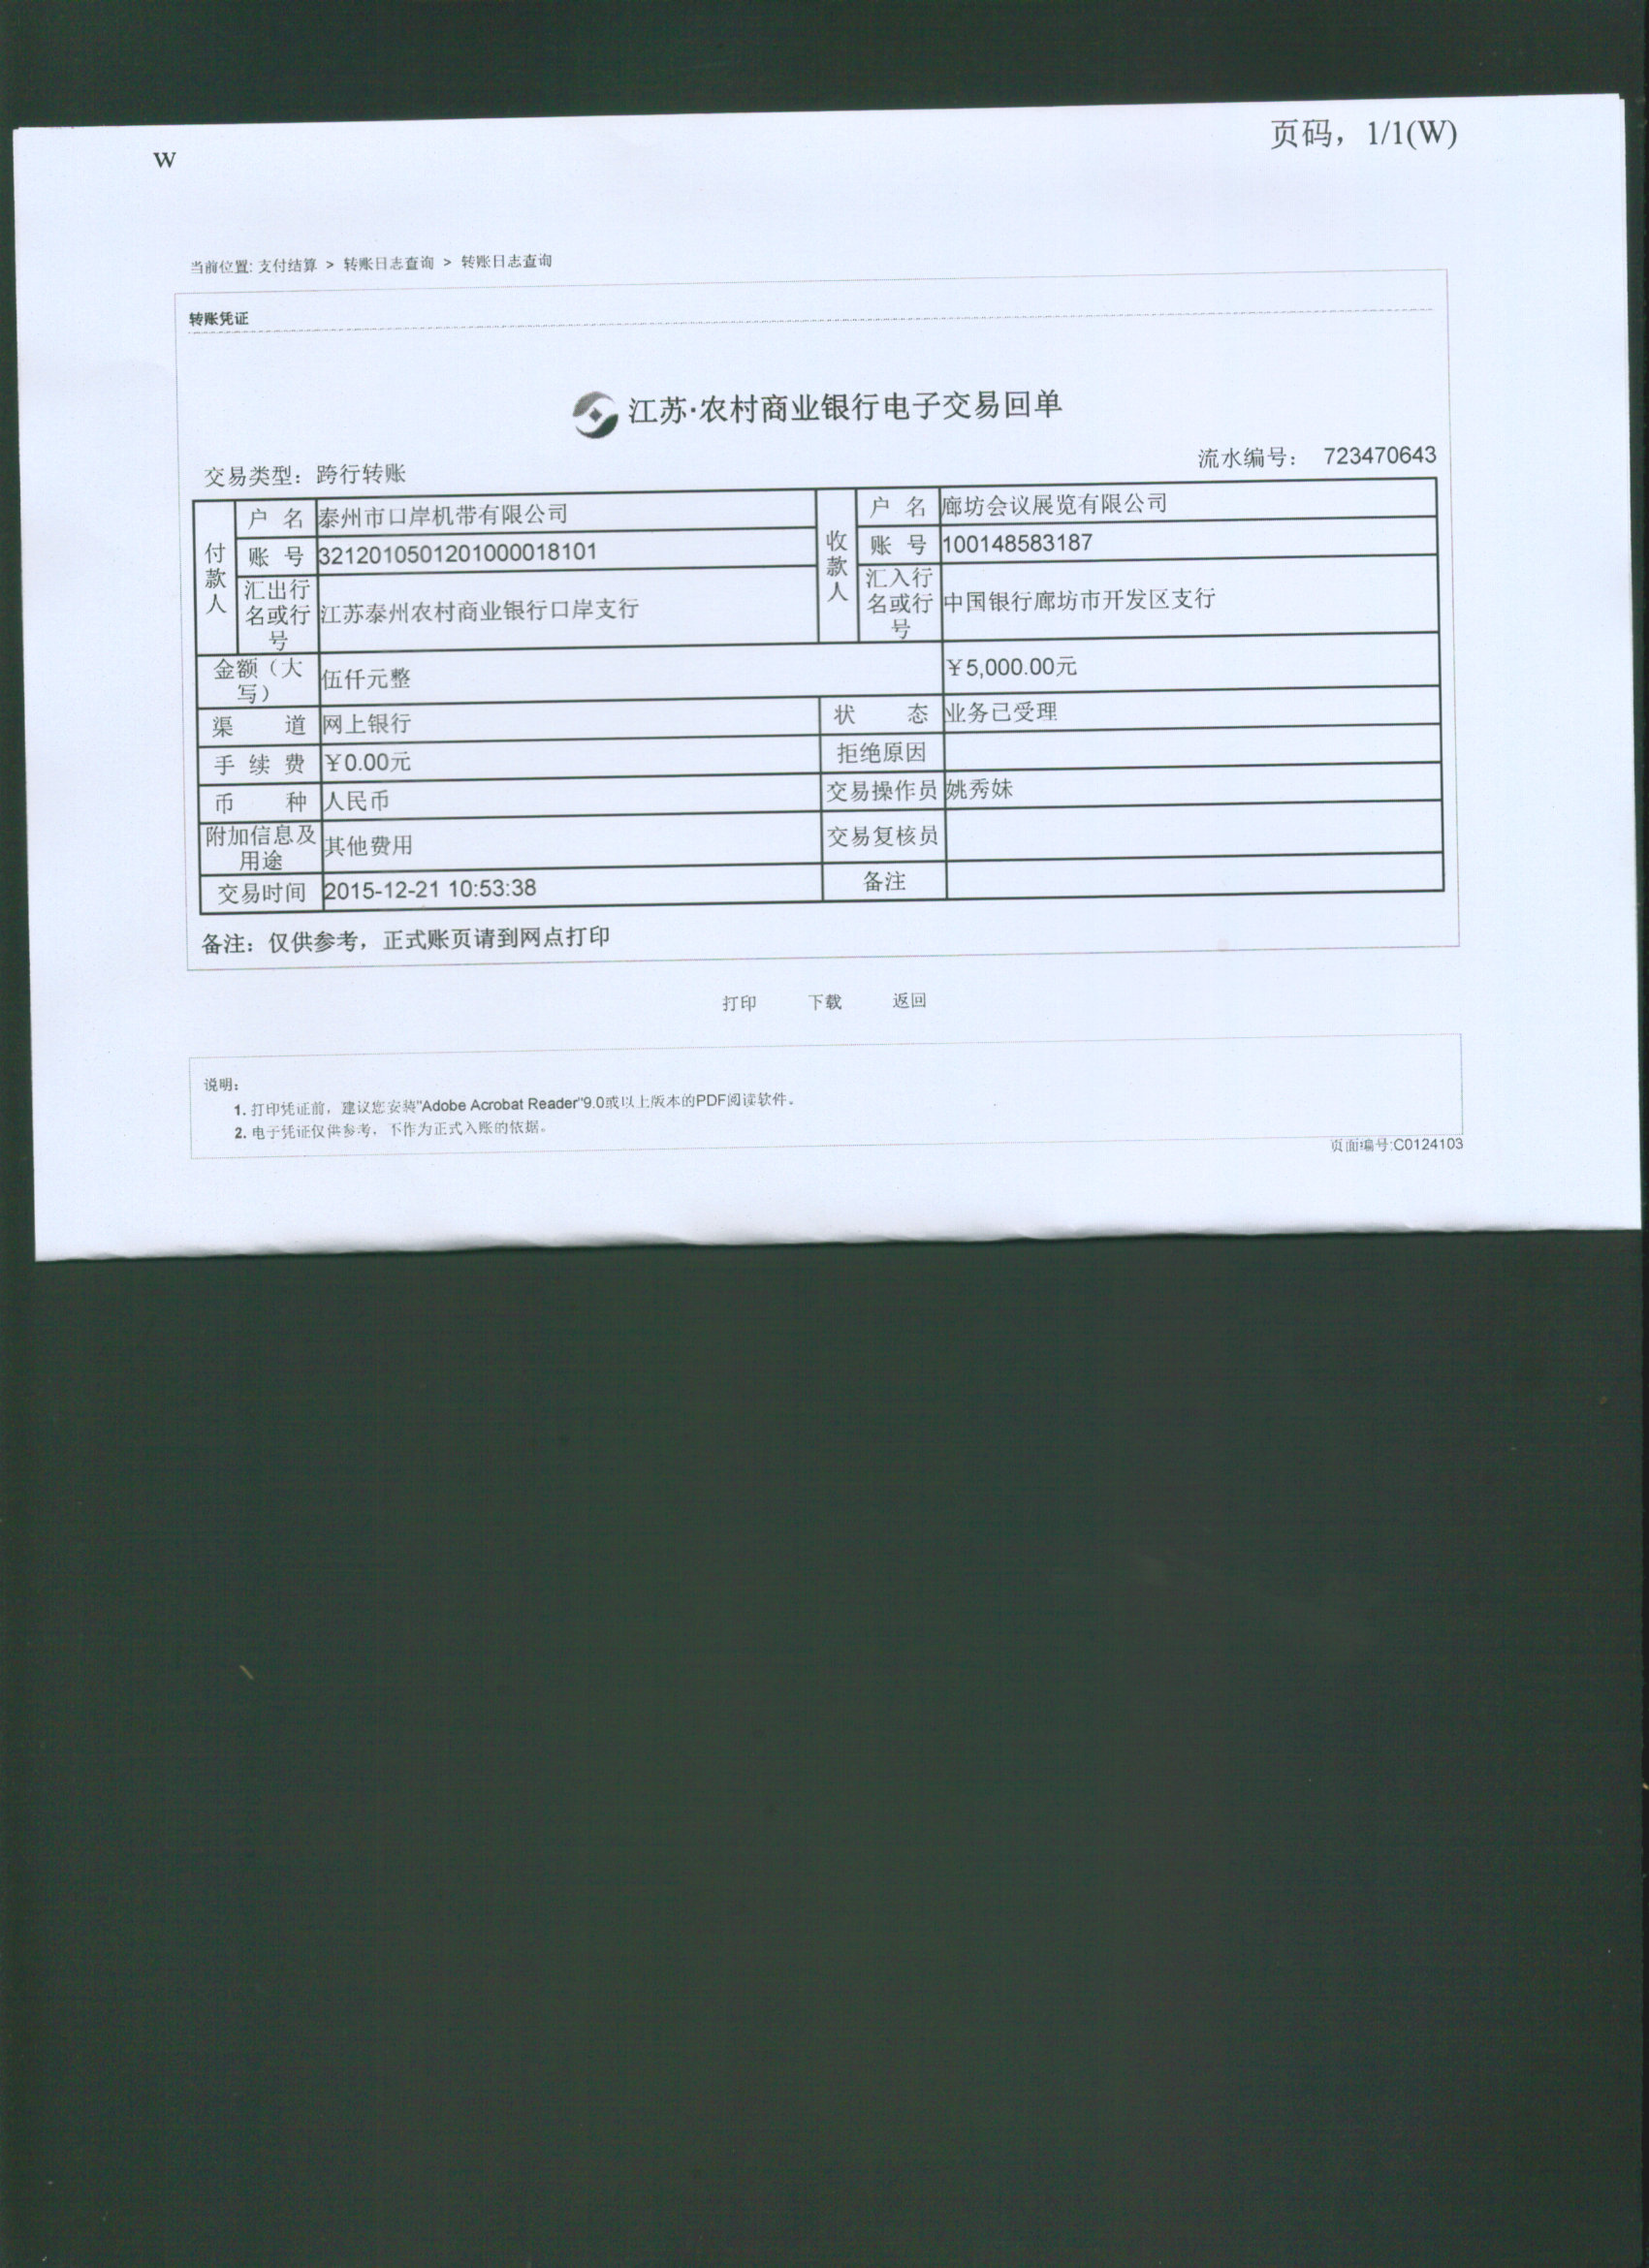 W
页码，1/1(W)
当前位置: 支付结算 > 转账日志查询 > 转账日志查询
转账凭证
江苏·农村商业银行电子交易回单
交易类型：跨行转账
流水编号： 723470643
付款人
户 名 泰州市口岸机带有限公司
账 号 3212010501201000018101
汇出行名或行号 江苏泰州农村商业银行口岸支行
收款人
户 名 廊坊会议展览有限公司
账 号 100148583187
汇入行名或行号 中国银行廊坊市开发区支行
金额（大写） 伍仟元整 ￥5,000.00元
渠 道 网上银行 状 态 业务已受理
手 续 费 ￥0.00元 拒绝原因
币 种 人民币 交易操作员 姚秀妹
附加信息及用途 其他费用 交易复核员
交易时间 2015-12-21 10:53:38 备注
备注：仅供参考，正式账页请到网点打印
打印 下载 返回
说明：
1. 打印凭证前，建议您安装"Adobe Acrobat Reader"9.0或以上版本的PDF阅读软件。
2. 电子凭证仅供参考，不作为正式入账的依据。
页面编号:C0124103